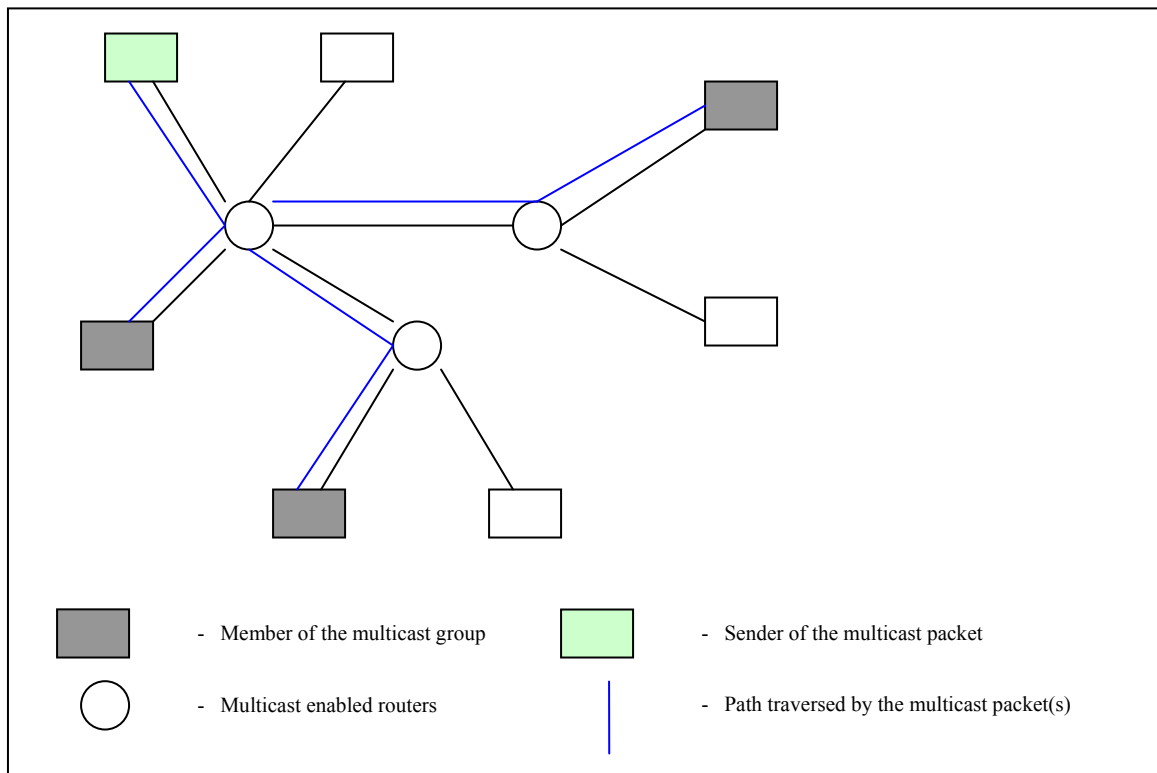 - Member of the multicast group
- Sender of the multicast packet
- Multicast enabled routers
- Path traversed by the multicast packet(s)